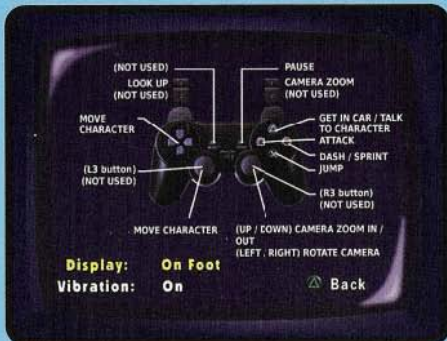 (NOT USED)
PAUSE
LOOK UP
(NOT USED)
CAMERA ZOOM
(NOT USED)
MOVE
CHARACTER
GET IN CAR / TALK
TO CHARACTER
ATTACK
DASH / SPRINT
JUMP
(L3 button)
(NOT USED)
(R3 button)
(NOT USED)
MOVE CHARACTER
(UP / DOWN) CAMERA ZOOM IN /
OUT
(LEFT . RIGHT) ROTATE CAMERA
Display: On Foot
Vibration: On
Back